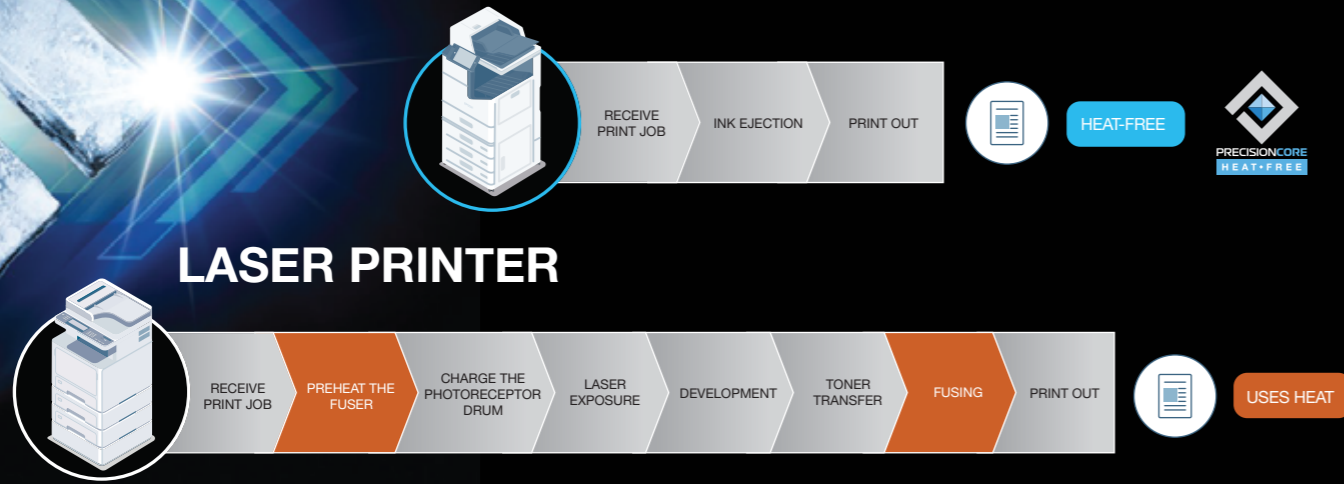 RECEIVE
PRINT JOB
INK EJECTION
PRINT OUT
HEAT-FREE
PRECISIONCORE
HEAT•FREE
LASER PRINTER
RECEIVE
PRINT JOB
PREHEAT THE
FUSER
CHARGE THE
PHOTORECEPTOR
DRUM
LASER
EXPOSURE
DEVELOPMENT
TONER
TRANSFER
FUSING
PRINT OUT
USES HEAT